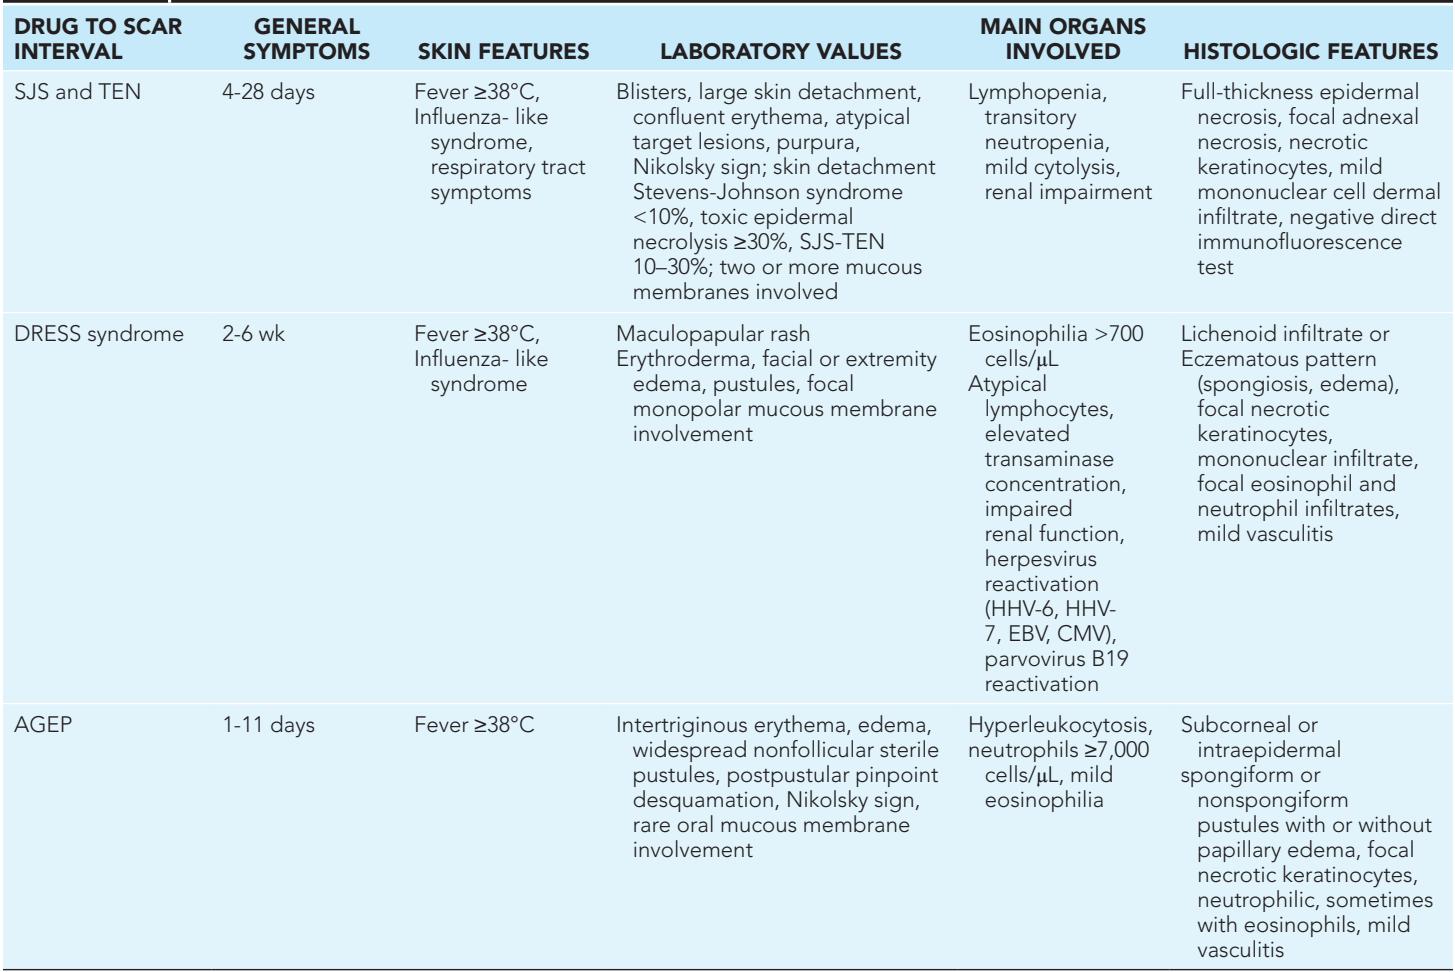 DRUG TO SCAR INTERVAL
GENERAL SYMPTOMS
SKIN FEATURES
LABORATORY VALUES
MAIN ORGANS INVOLVED
HISTOLOGIC FEATURES
SJS and TEN
4-28 days
Fever ≥38°C,
Influenza- like
syndrome,
respiratory tract
symptoms
Blisters, large skin detachment,
confluent erythema, atypical
target lesions, purpura,
Nikolsky sign; skin detachment
Stevens-Johnson syndrome
<10%, toxic epidermal
necrolysis ≥30%, SJS-TEN
10–30%; two or more mucous
membranes involved
Lymphopenia,
transitory
neutropenia,
mild cytolysis,
renal impairment
Full-thickness epidermal
necrosis, focal adnexal
necrosis, necrotic
keratinocytes, mild
mononuclear cell dermal
infiltrate, negative direct
immunofluorescence
test
DRESS syndrome
2-6 wk
Fever ≥38°C,
Influenza- like
syndrome
Maculopapular rash
Erythroderma, facial or extremity
edema, pustules, focal
monopolar mucous membrane
involvement
Eosinophilia >700
cells/μL
Atypical
lymphocytes,
elevated
transaminase
concentration,
impaired
renal function,
herpesvirus
reactivation
(HHV-6, HHV-
7, EBV, CMV),
parvovirus B19
reactivation
Lichenoid infiltrate or
Eczematous pattern
(spongiosis, edema),
focal necrotic
keratinocytes,
mononuclear infiltrate,
focal eosinophil and
neutrophil infiltrates,
mild vasculitis
AGEP
1-11 days
Fever ≥38°C
Intertriginous erythema, edema,
widespread nonfollicular sterile
pustules, postpustular pinpoint
desquamation, Nikolsky sign,
rare oral mucous membrane
involvement
Hyperleukocytosis,
neutrophils ≥7,000
cells/μL, mild
eosinophilia
Subcorneal or
intraepidermal
spongiform or
nonspongiform
pustules with or without
papillary edema, focal
necrotic keratinocytes,
neutrophilic, sometimes
with eosinophils, mild
vasculitis